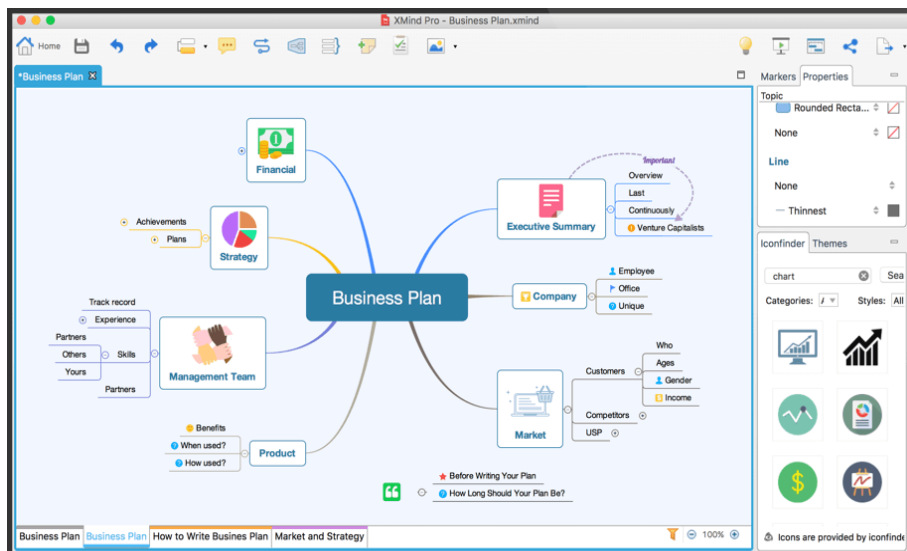 XMind Pro - Business Plan.xmind
Home
*Business Plan
Markers Properties
Topic
Rounded Recta...
None
Line
None
Thinnest
Financial
Achievements
Plans
Strategy
Track record
Experience
Partners
Others
Yours
Skills
Partners
Management Team
Benefits
When used?
How used?
Product
Business Plan
Important
Executive Summary
Overview
Last
Continuously
Venture Capitalists
Company
Employee
Office
Unique
Market
Customers
Who
Ages
Gender
Income
Competitors
USP
Before Writing Your Plan
How Long Should Your Plan Be?
Iconfinder Themes
chart
Sea
Categories: Styles: All
Icons are provided by iconfinde
Business Plan Business Plan How to Write Busines Plan Market and Strategy
100%